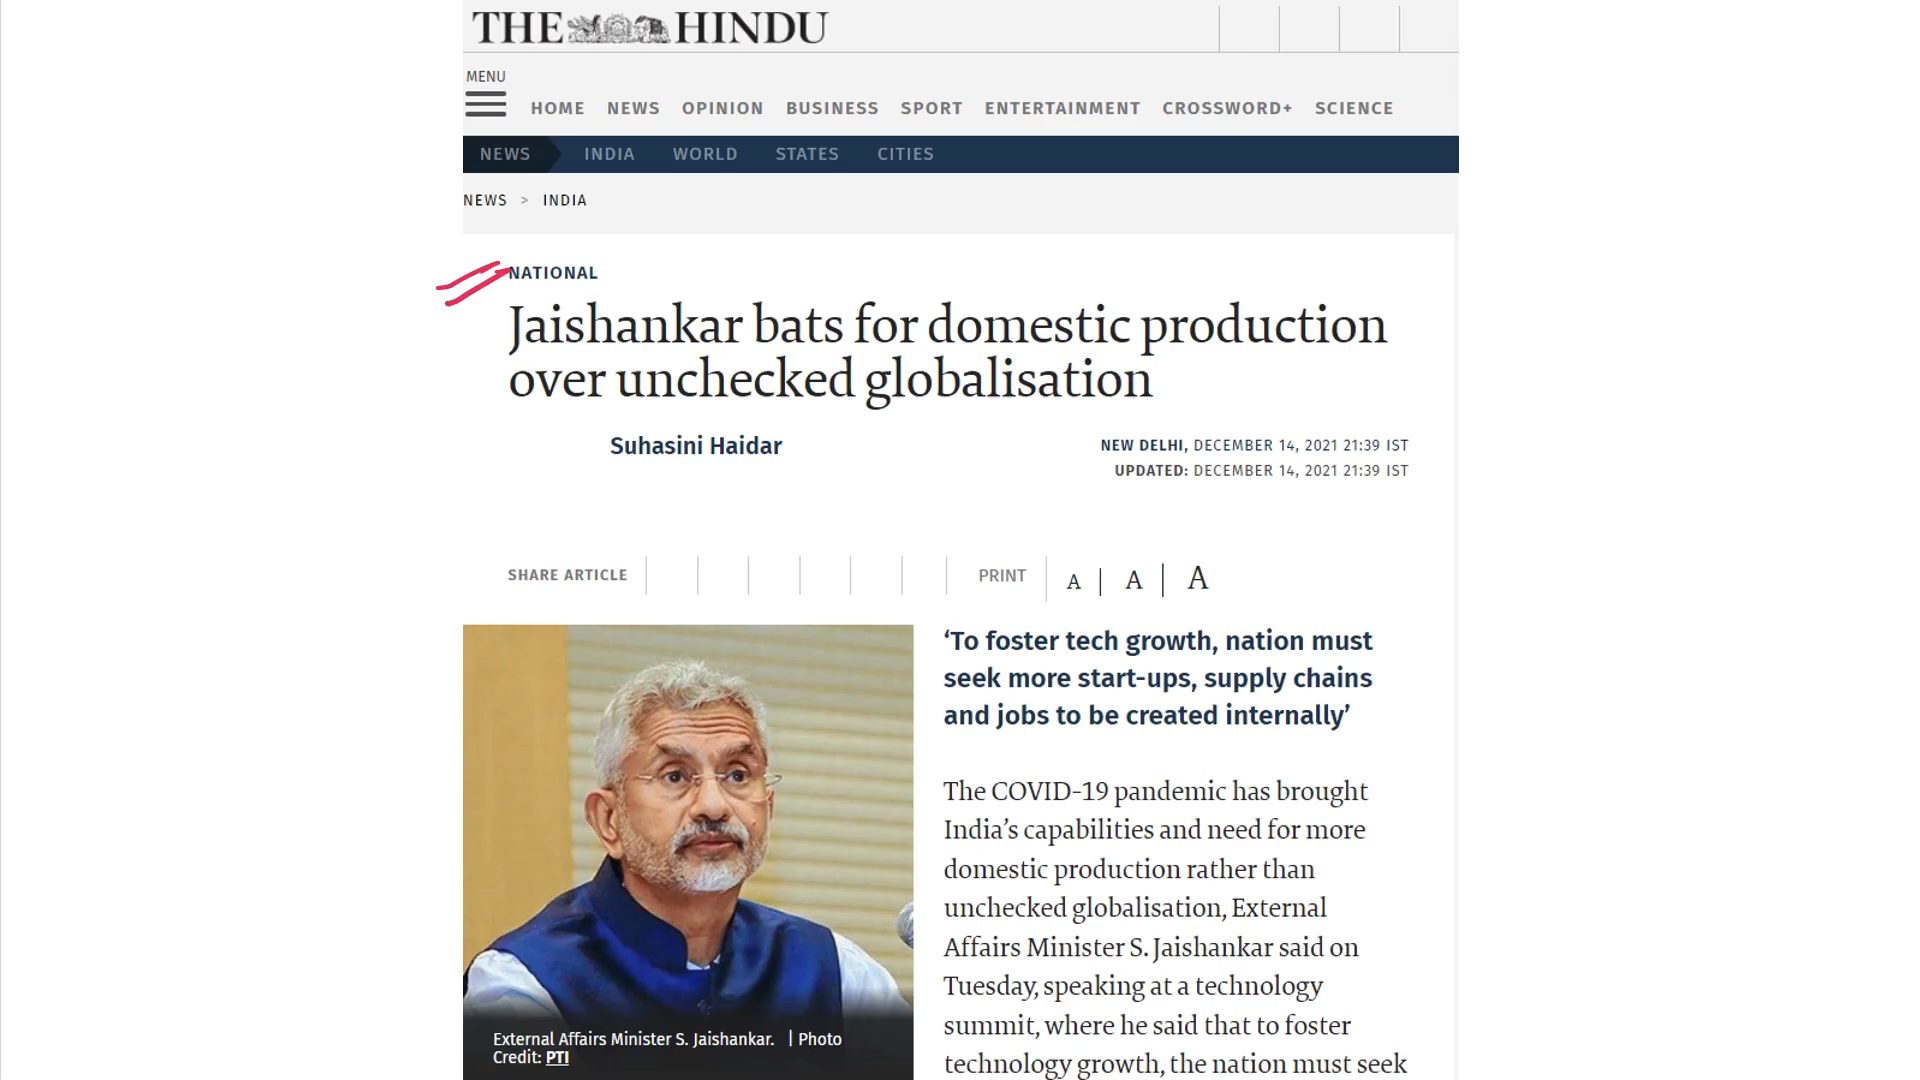 THE HINDU
MENU
HOME NEWS OPINION BUSINESS SPORT ENTERTAINMENT CROSSWORD+ SCIENCE
NEWS INDIA WORLD STATES CITIES
NEWS > INDIA
NATIONAL
Jaishankar bats for domestic production
over unchecked globalisation
Suhasini Haidar
NEW DELHI, DECEMBER 14, 2021 21:39 IST
UPDATED: DECEMBER 14, 2021 21:39 IST
SHARE ARTICLE PRINT A | A | A
‘To foster tech growth, nation must
seek more start-ups, supply chains
and jobs to be created internally’
The COVID-19 pandemic has brought
India’s capabilities and need for more
domestic production rather than
unchecked globalisation, External
Affairs Minister S. Jaishankar said on
Tuesday, speaking at a technology
summit, where he said that to foster
technology growth, the nation must seek
External Affairs Minister S. Jaishankar. | Photo
Credit: PTI